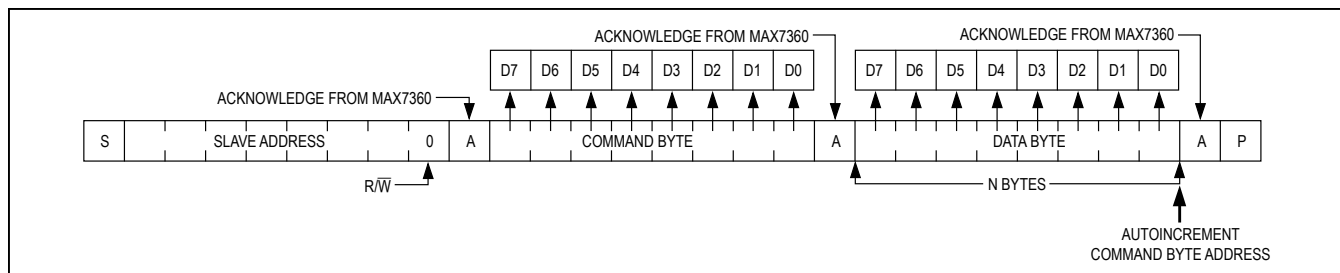 ACKNOWLEDGE FROM MAX7360
ACKNOWLEDGE FROM MAX7360
D7 D6 D5 D4 D3 D2 D1 D0
D7 D6 D5 D4 D3 D2 D1 D0
ACKNOWLEDGE FROM MAX7360
S SLAVE ADDRESS 0 A COMMAND BYTE A DATA BYTE A P
R/W̅
N BYTES
AUTOINCREMENT
COMMAND BYTE ADDRESS